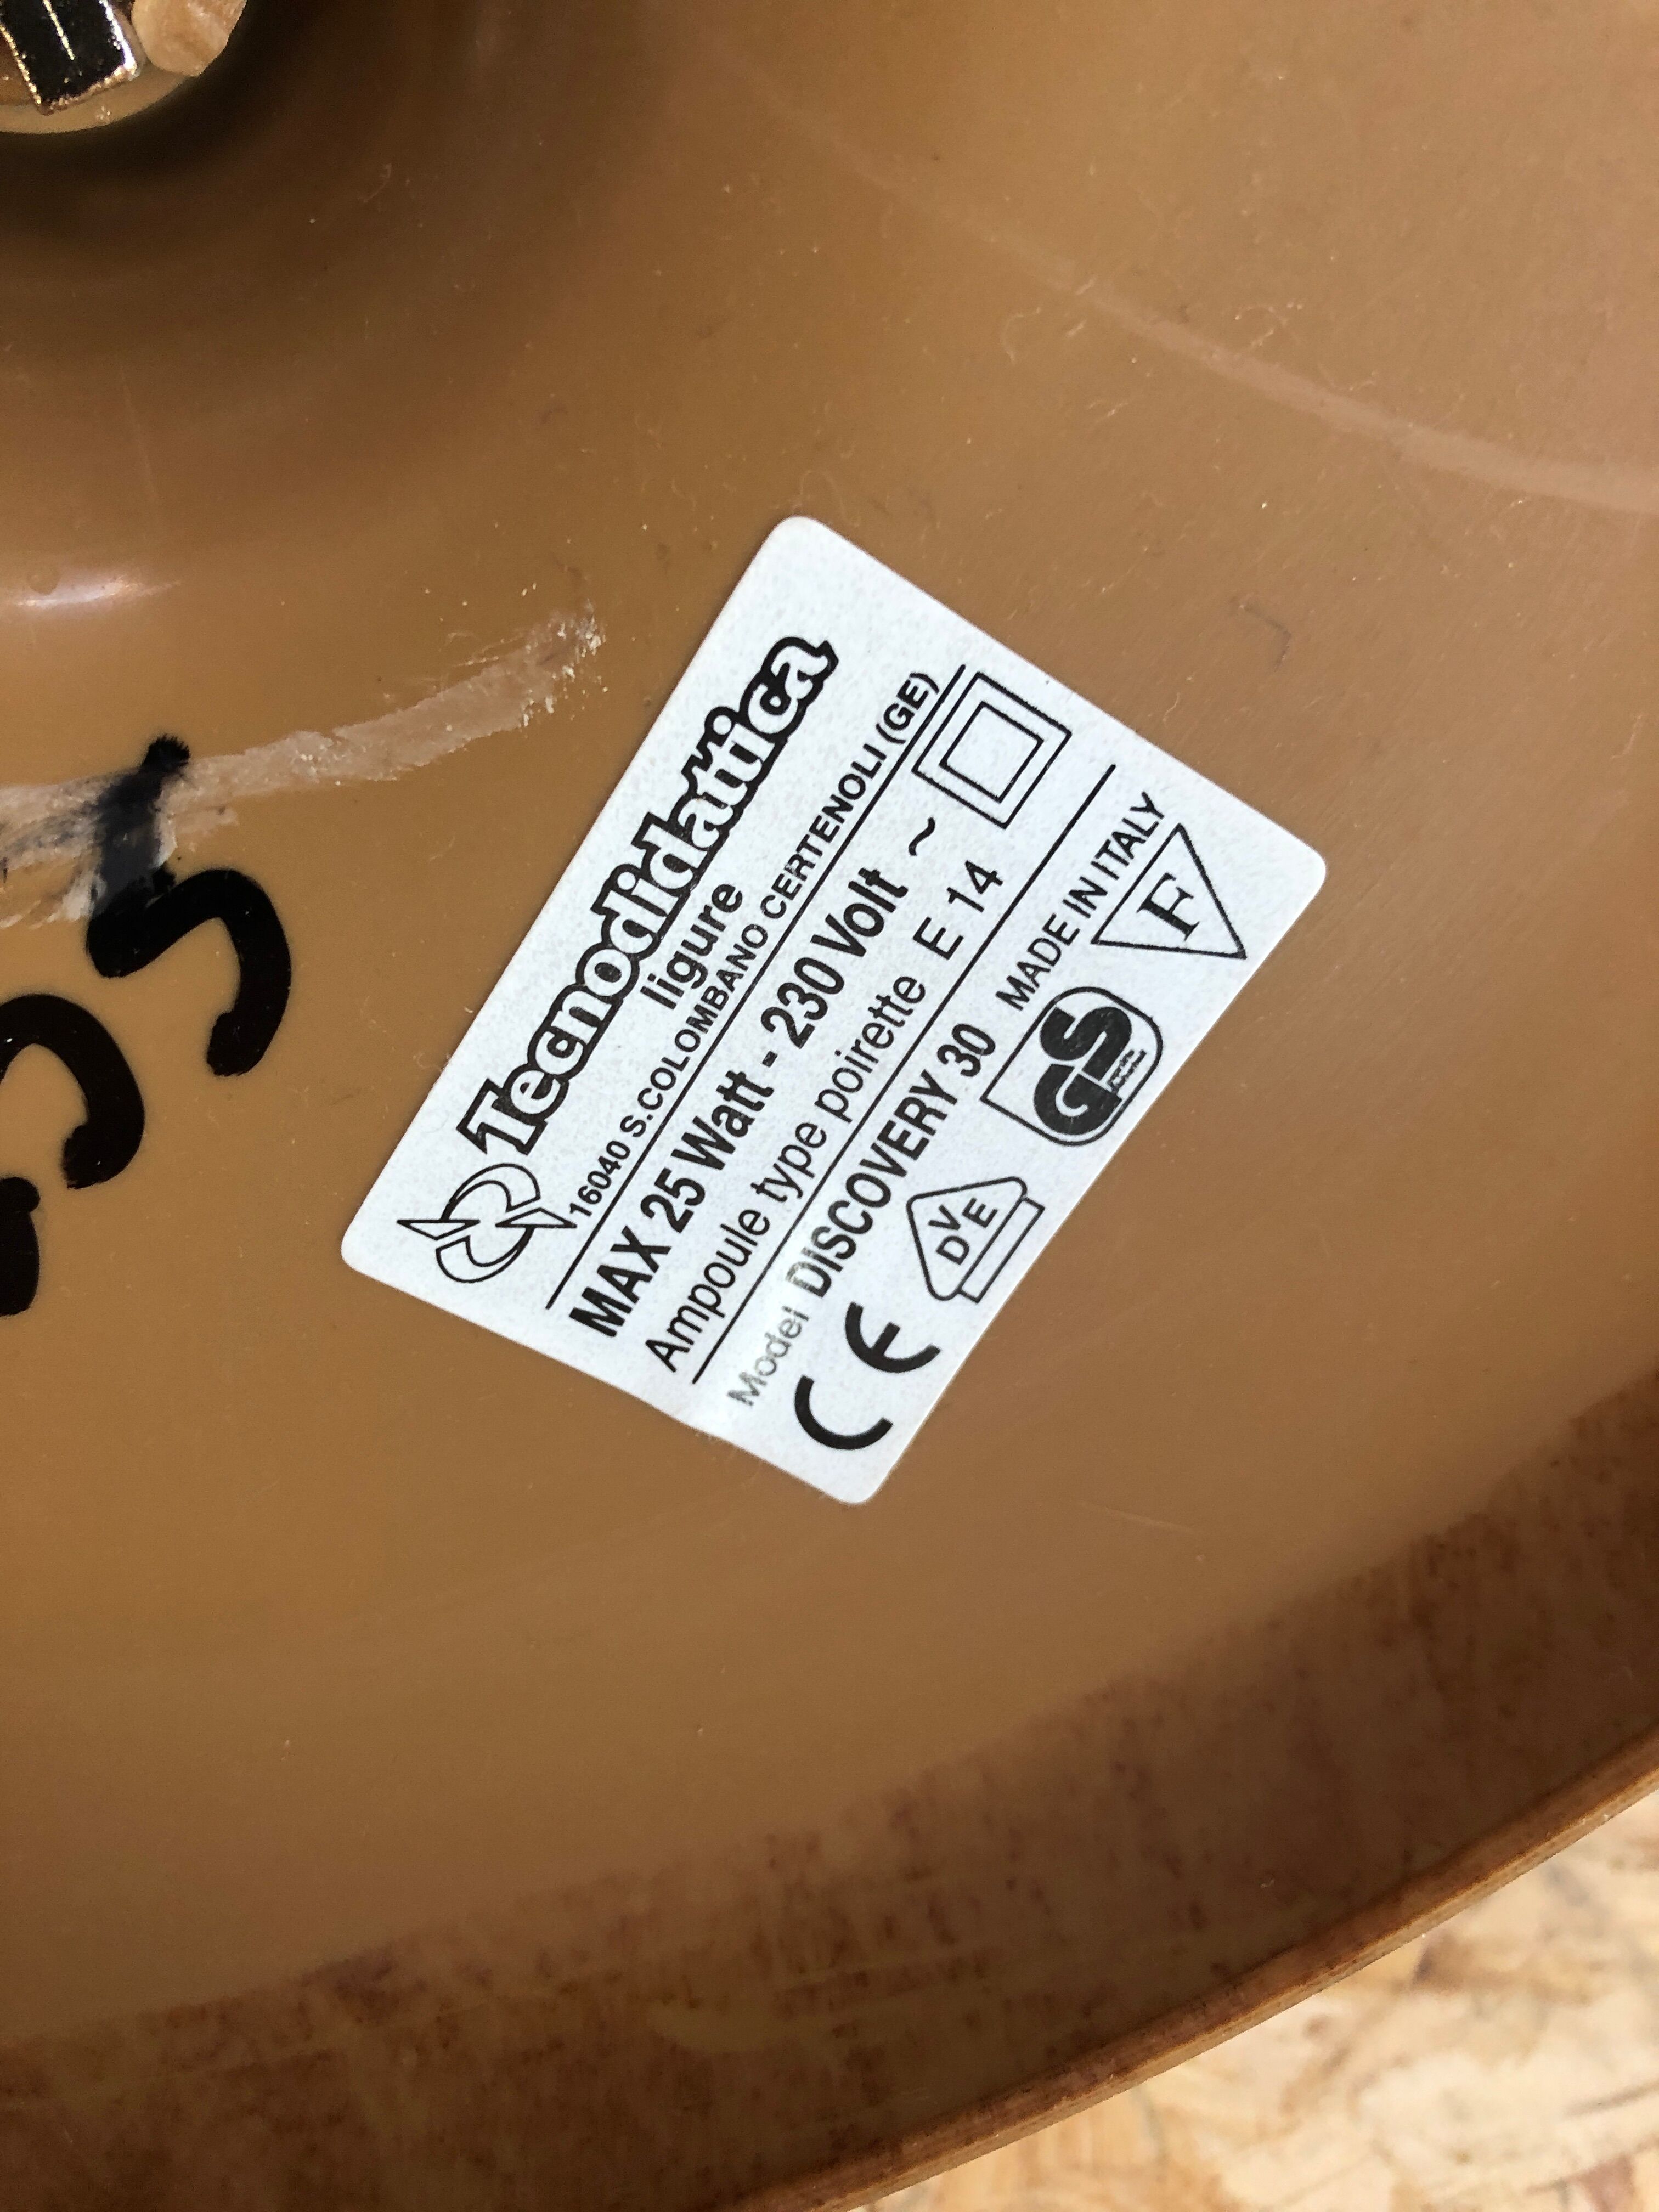 Tecnodidattica
ligure
16040 S.COLOMBANO CERTENOLI (GE)
MAX 25 Watt - 230 Volt ~
Ampoule type poirette E 14
Model DISCOVERY 30 MADE IN ITALY
CE DVE GS F